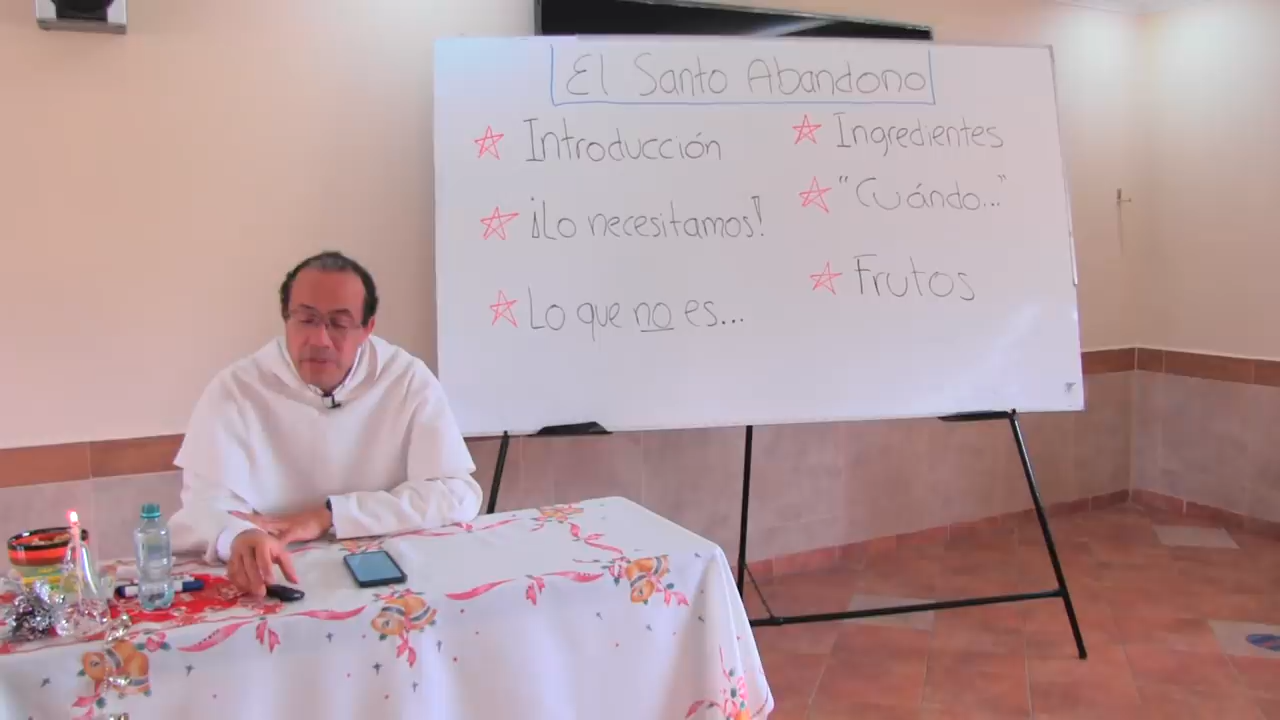 El Santo Abandono
Introducción
¡Lo necesitamos!
Lo que no es...
Ingredientes
"Cuándo..."
Frutos